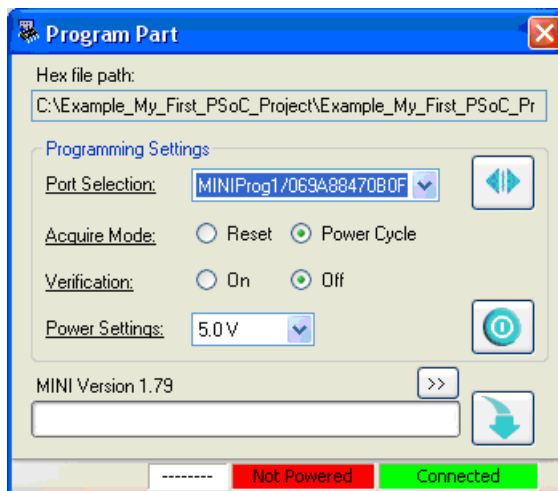 Program Part
Hex file path:
C:\Example_My_First_PSoC_Project\Example_My_First_PSoC_Pr
Programming Settings
Port Selection: MINIProg1/069A88470B0F
Acquire Mode: Reset Power Cycle
Verification: On Off
Power Settings: 5.0 V
MINI Version 1.79 >>
-------- Not Powered Connected